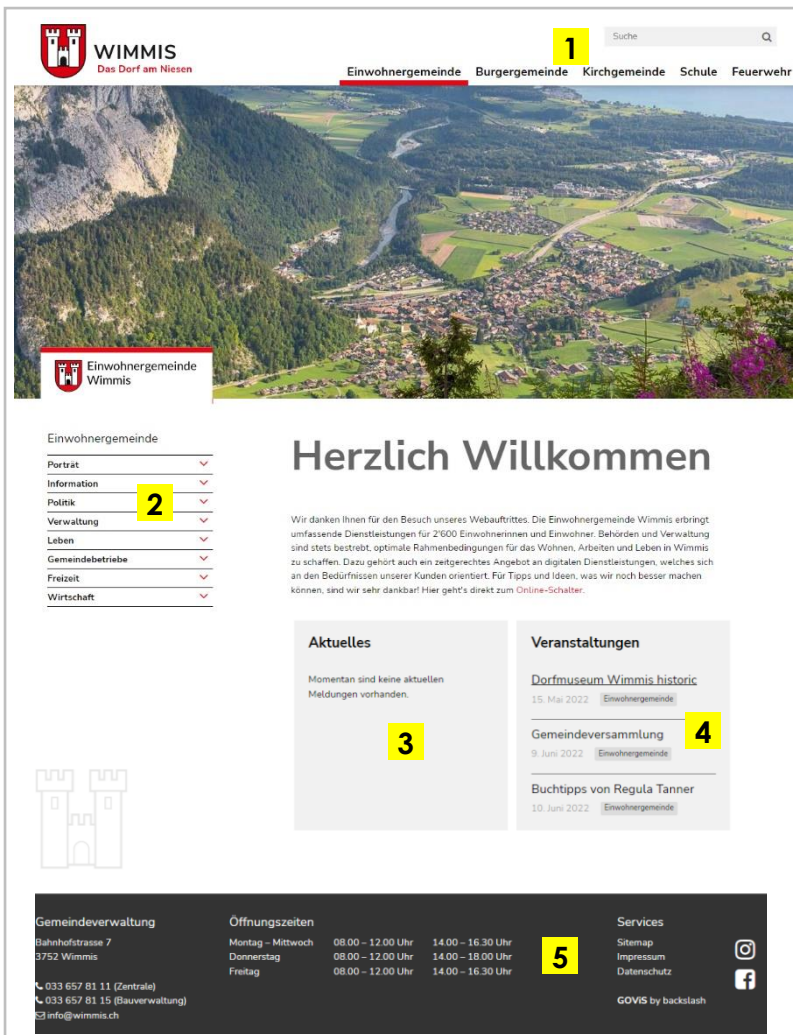 WIMMIS
Das Dorf am Niesen
1
Suche
Einwohnergemeinde Burgergemeinde Kirchgemeinde Schule Feuerwehr
Einwohnergemeinde
Wimmis
Einwohnergemeinde
Porträt
Information
Politik
Verwaltung
Leben
Gemeindebetriebe
Freizeit
Wirtschaft
2
Herzlich Willkommen
Wir danken Ihnen für den Besuch unseres Webauftrittes. Die Einwohnergemeinde Wimmis erbringt
umfassende Dienstleistungen für 2'600 Einwohnerinnen und Einwohner. Behörden und Verwaltung
sind stets bestrebt, optimale Rahmenbedingungen für das Wohnen, Arbeiten und Leben in Wimmis
zu schaffen. Dazu gehört auch ein zeitgerechtes Angebot an digitalen Dienstleistungen, welches sich
an den Bedürfnissen unserer Kunden orientiert. Für Tipps und Ideen, was wir noch besser machen
können, sind wir sehr dankbar! Hier geht's direkt zum Online-Schalter.
Aktuelles
Momentan sind keine aktuellen
Meldungen vorhanden.
3
Veranstaltungen
Dorfmuseum Wimmis historic
15. Mai 2022 Einwohnergemeinde
Gemeindeversammlung
9. Juni 2022 Einwohnergemeinde
Buchtipps von Regula Tanner
10. Juni 2022 Einwohnergemeinde
4
Gemeindeverwaltung
Bahnhofstrasse 7
3752 Wimmis
033 657 81 11 (Zentrale)
033 657 81 15 (Bauverwaltung)
info@wimmis.ch
Öffnungszeiten
Montag – Mittwoch 08.00 – 12.00 Uhr 14.00 – 16.30 Uhr
Donnerstag 08.00 – 12.00 Uhr 14.00 – 18.00 Uhr
Freitag 08.00 – 12.00 Uhr 14.00 – 16.30 Uhr
5
Services
Sitemap
Impressum
Datenschutz
GOViS by backslash